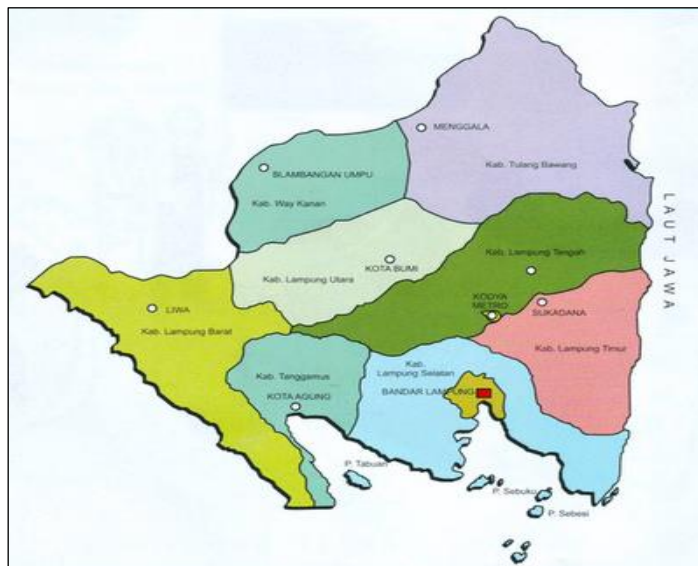 MENGGALA
Kab. Tulang Bawang
BLAMBANGAN UMPU
Kab. Way Kanan
LAUT JAWA
Kab. Lampung Tengah
KOTA BUMI
Kab. Lampung Utara
KODYA
METRO
SUKADANA
LIWA
Kab. Lampung Barat
Kab. Lampung Timur
Kab.
Lampung Selatan
Kab. Tanggamus
BANDAR LAMPUNG
KOTA AGUNG
P. Tabuan
P. Sebuku
P. Sebesi